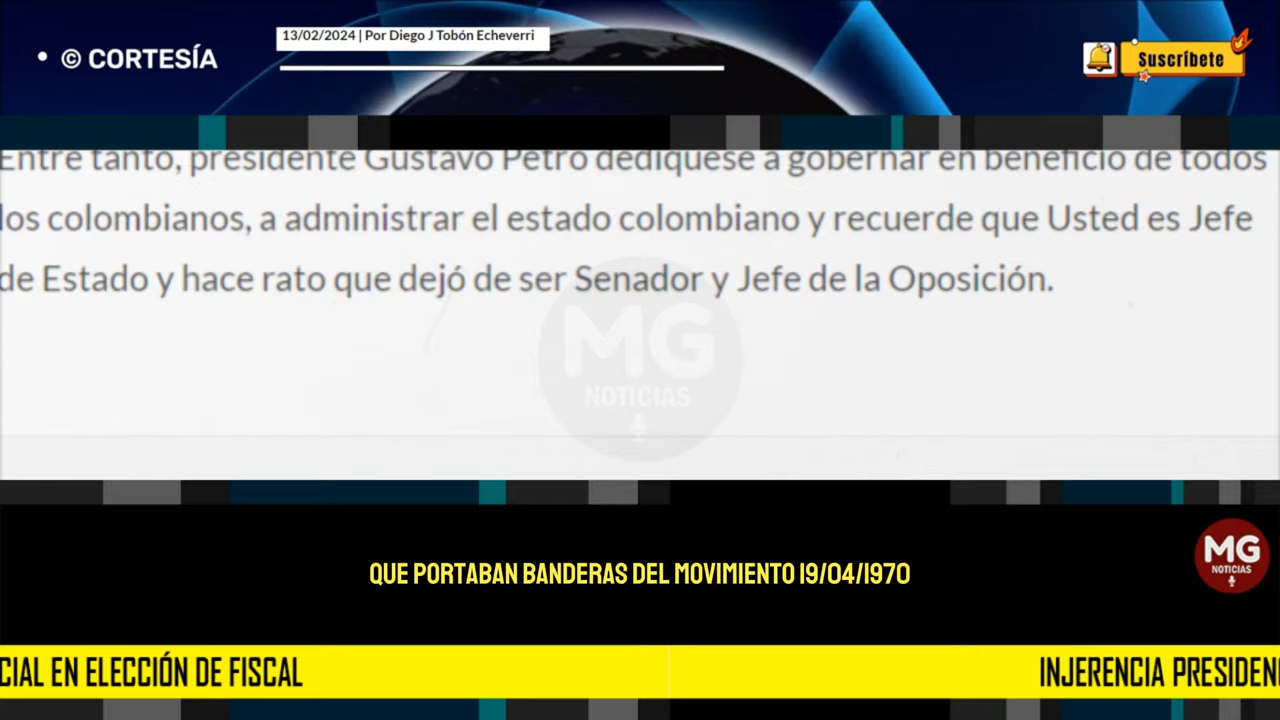 13/02/2024 | Por Diego J Tobón Echeverri
• © CORTESÍA
Suscríbete
Entre tanto, presidente Gustavo Petro dedíquese a gobernar en beneficio de todos
los colombianos, a administrar el estado colombiano y recuerde que Usted es Jefe
de Estado y hace rato que dejó de ser Senador y Jefe de la Oposición.
MG
NOTICIAS
QUE PORTABAN BANDERAS DEL MOVIMIENTO 19/04/1970
MG
NOTICIAS
CIAL EN ELECCIÓN DE FISCAL
INJERENCIA PRESIDEN